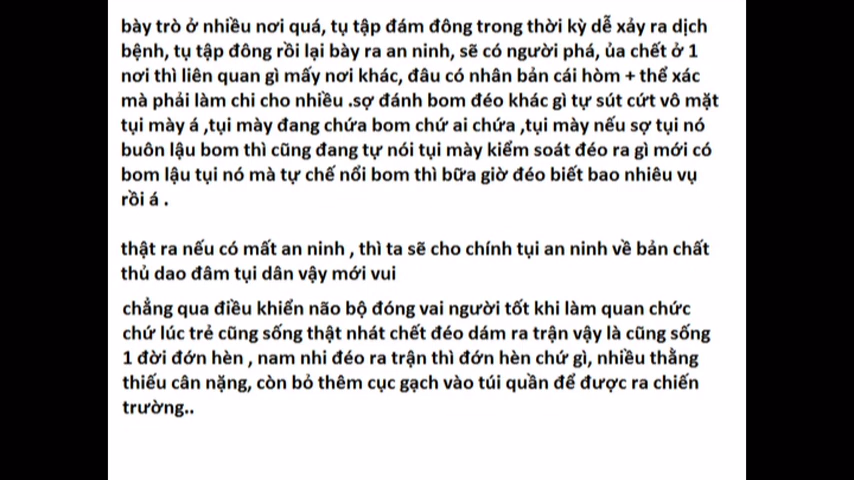 bày trò ở nhiều nơi quá, tụ tập đám đông trong thời kỳ dễ xảy ra dịch
bệnh, tụ tập đông rồi lại bày ra an ninh, sẽ có người phá, ủa chết ở 1
nơi thì liên quan gì mấy nơi khác, đâu có nhân bản cái hòm + thể xác
mà phải làm chi cho nhiều .sợ đánh bom đéo khác gì tự sút cứt vô mặt
tụi mày á ,tụi mày đang chứa bom chứ ai chứa ,tụi mày nếu sợ tụi nó
buôn lậu bom thì cũng đang tự nói tụi mày kiểm soát đéo ra gì mới có
bom lậu tụi nó mà tự chế nổi bom thì bữa giờ đéo biết bao nhiêu vụ
rồi á .
thật ra nếu có mất an ninh , thì ta sẽ cho chính tụi an ninh về bản chất
thủ dao đâm tụi dân vậy mới vui
chẳng qua điều khiển não bộ đóng vai người tốt khi làm quan chức
chứ lúc trẻ cũng sống thật nhát chết đéo dám ra trận vậy là cũng sống
1 đời đớn hèn , nam nhi đéo ra trận thì đớn hèn chứ gì, nhiều thằng
thiếu cân nặng, còn bỏ thêm cục gạch vào túi quần để được ra chiến
trường..